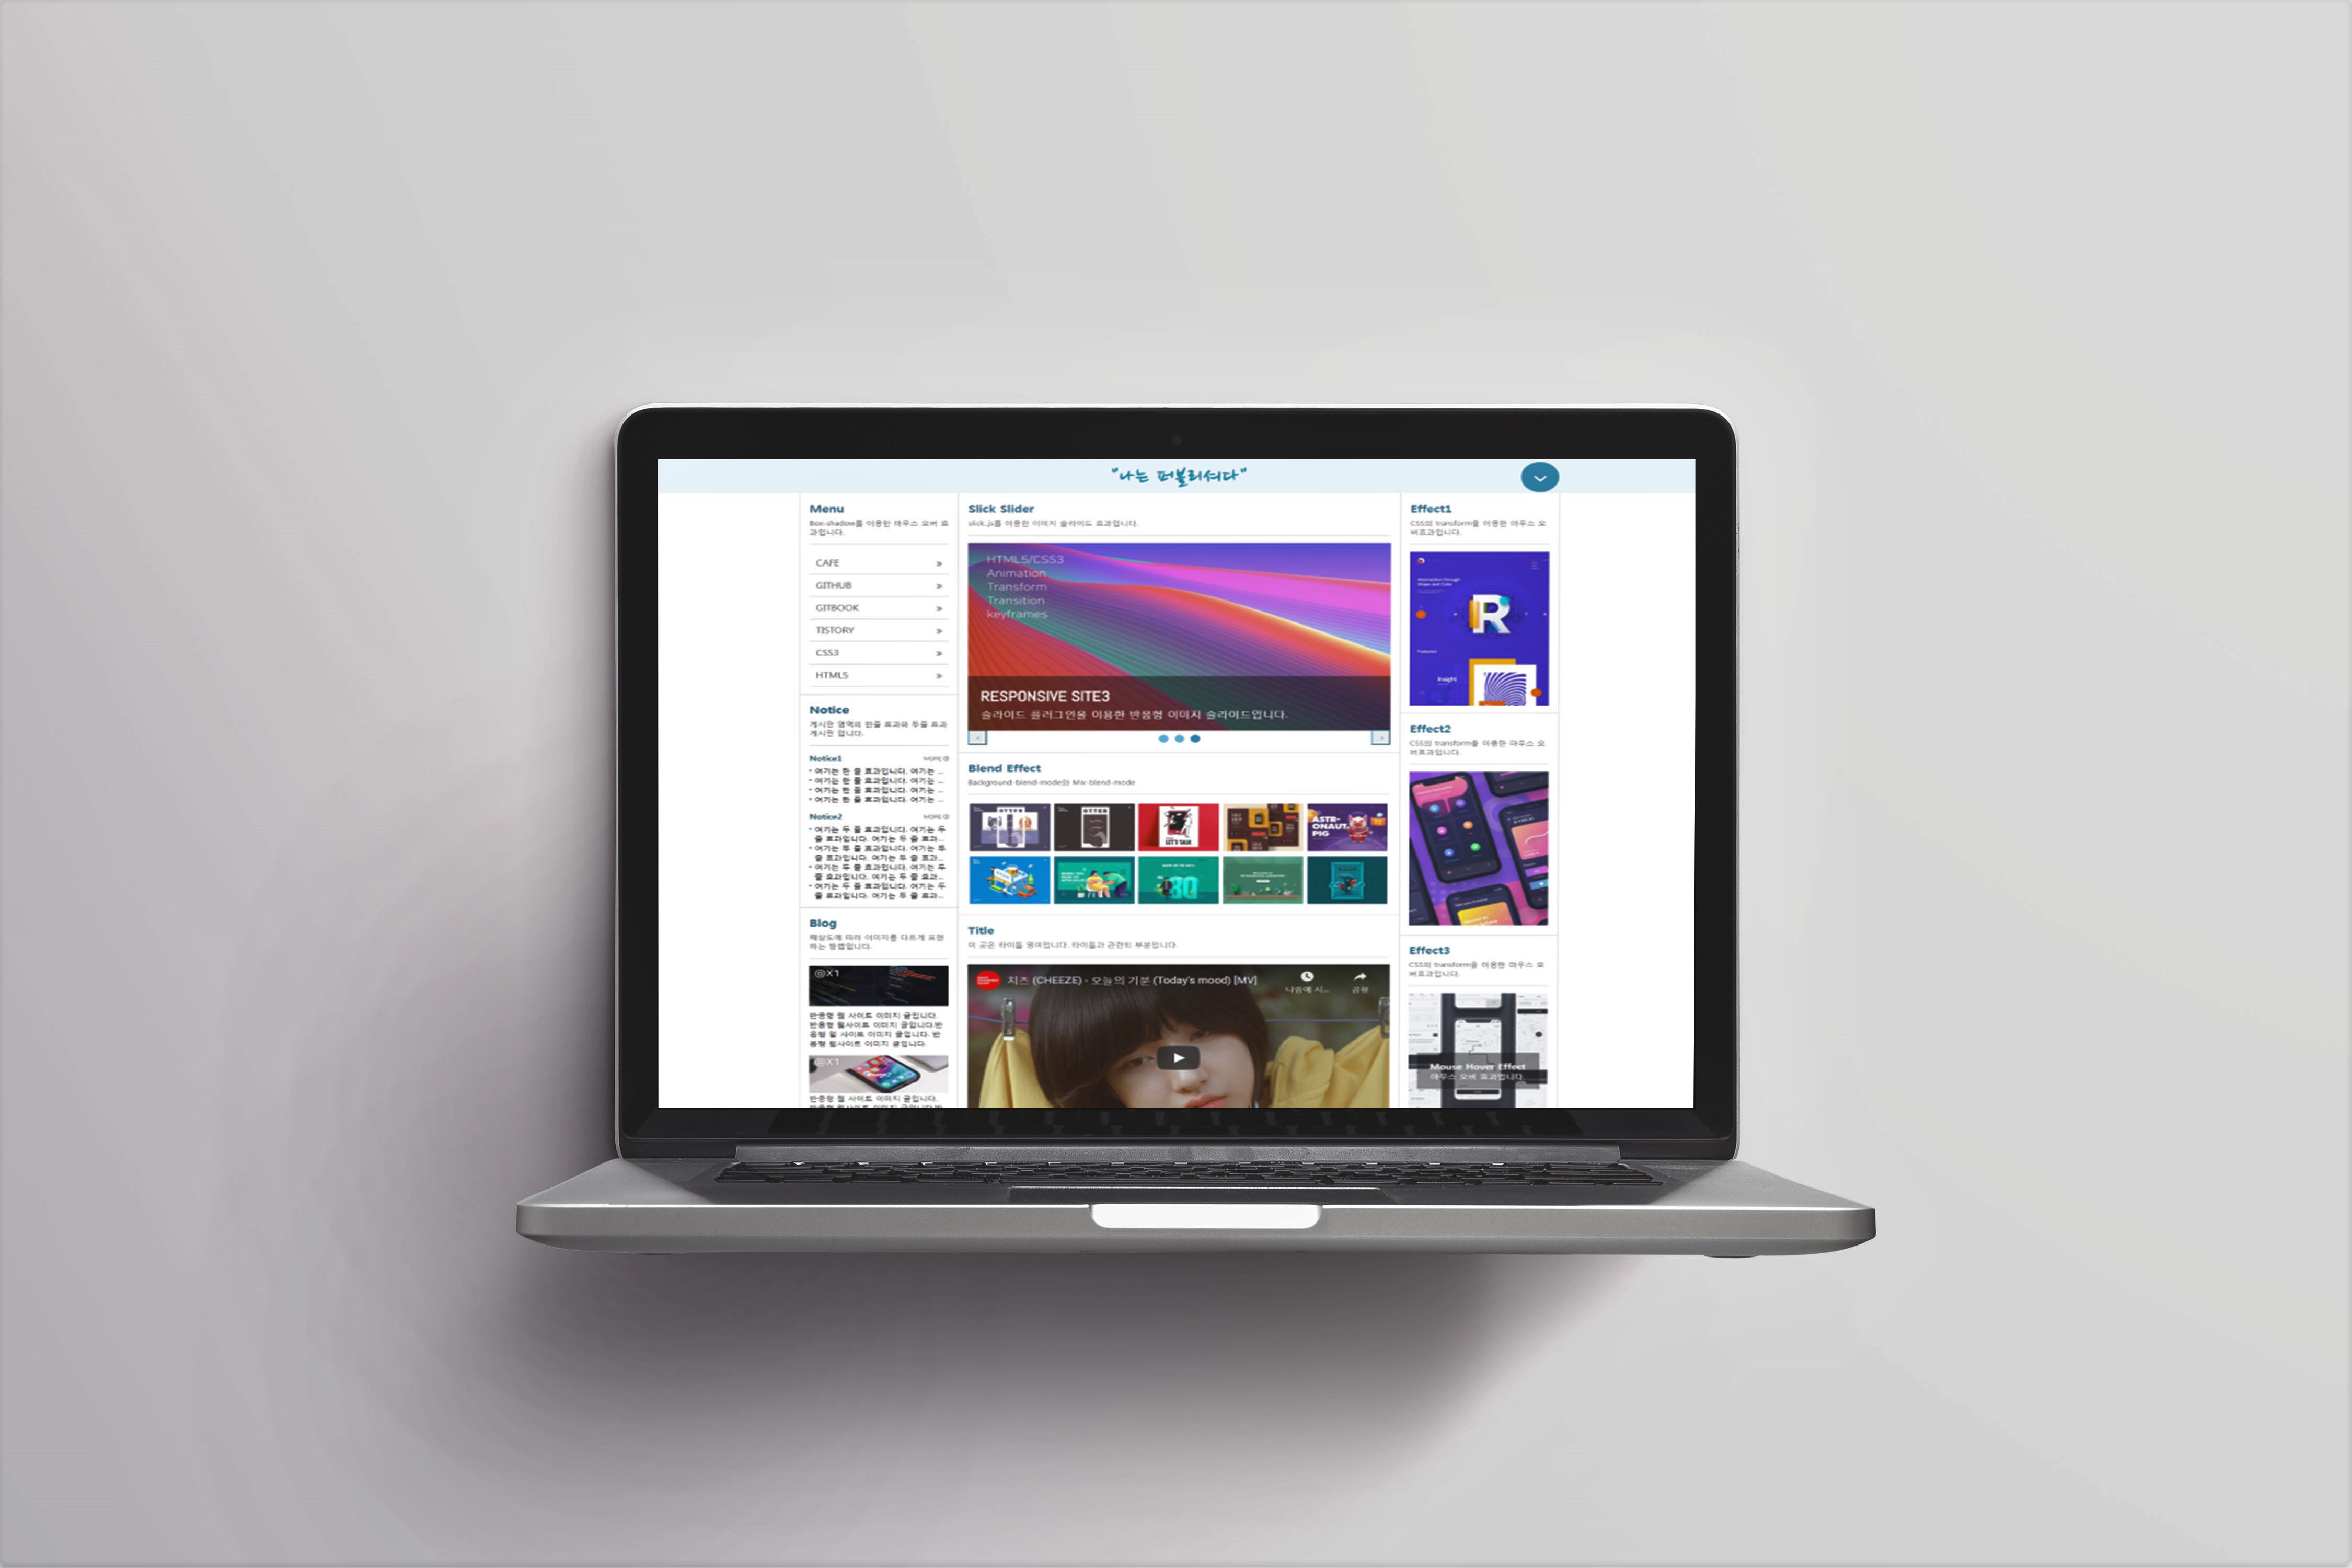 "나는 퍼블리셔다"
Menu
Box-shadow를 이용한 마우스 오버 효
과입니다.
CAFE
GITHUB
GITBOOK
TISTORY
CSS3
HTML5
Notice
게시판 영역의 한줄 효과와 두줄 효과
게시판 입니다.
Notice1
MORE
여기는 한 줄 효과입니다. 여기는 ...
여기는 한 줄 효과입니다. 여기는 ...
여기는 한 줄 효과입니다. 여기는 ...
여기는 한 줄 효과입니다. 여기는 ...
Notice2
MORE
여기는 두 줄 효과입니다. 여기는 두
줄 효과입니다. 여기는 두 줄 효과...
여기는 두 줄 효과입니다. 여기는 두
줄 효과입니다. 여기는 두 줄 효과...
여기는 두 줄 효과입니다. 여기는 두
줄 효과입니다. 여기는 두 줄 효과...
여기는 두 줄 효과입니다. 여기는 두
줄 효과입니다. 여기는 두 줄 효과...
Blog
해상도에 따라 이미지를 다르게 표현
하는 방법입니다.
@X1
반응형 웹 사이트 이미지 글입니다.
반응형 웹사이트 이미지 글입니다.반
응형 웹 사이트 이미지 글입니다. 반
응형 웹사이트 이미지 글입니다.
@X1
반응형 웹 사이트 이미지 글입니다.
Slick Slider
slick.js를 이용한 이미지 슬라이드 효과입니다.
HTML5/CSS3
Animation
Transform
Transition
keyframes
RESPONSIVE SITE3
슬라이드 플러그인을 이용한 반응형 이미지 슬라이드입니다.
Blend Effect
Background-blend-mode와 Mix-blend-mode
OTTER
OTTER
LET'S TALK
ASTR-
ONAUT
PIG
80
Title
이 곳은 타이틀 영역입니다. 타이틀과 관련된 부분입니다.
치즈 (CHEEZE) - 오늘의 기분 (Today's mood) [MV]
나중에 시...
공유
Effect1
CSS의 transform을 이용한 마우스 오
버효과입니다.
Abstraction through
Shape and Color
R
Featured
Insight
Effect2
CSS의 transform을 이용한 마우스 오
버효과입니다.
Effect3
CSS의 transform을 이용한 마우스 오
버효과입니다.
Mouse Hover Effect
마우스 오버 효과입니다.